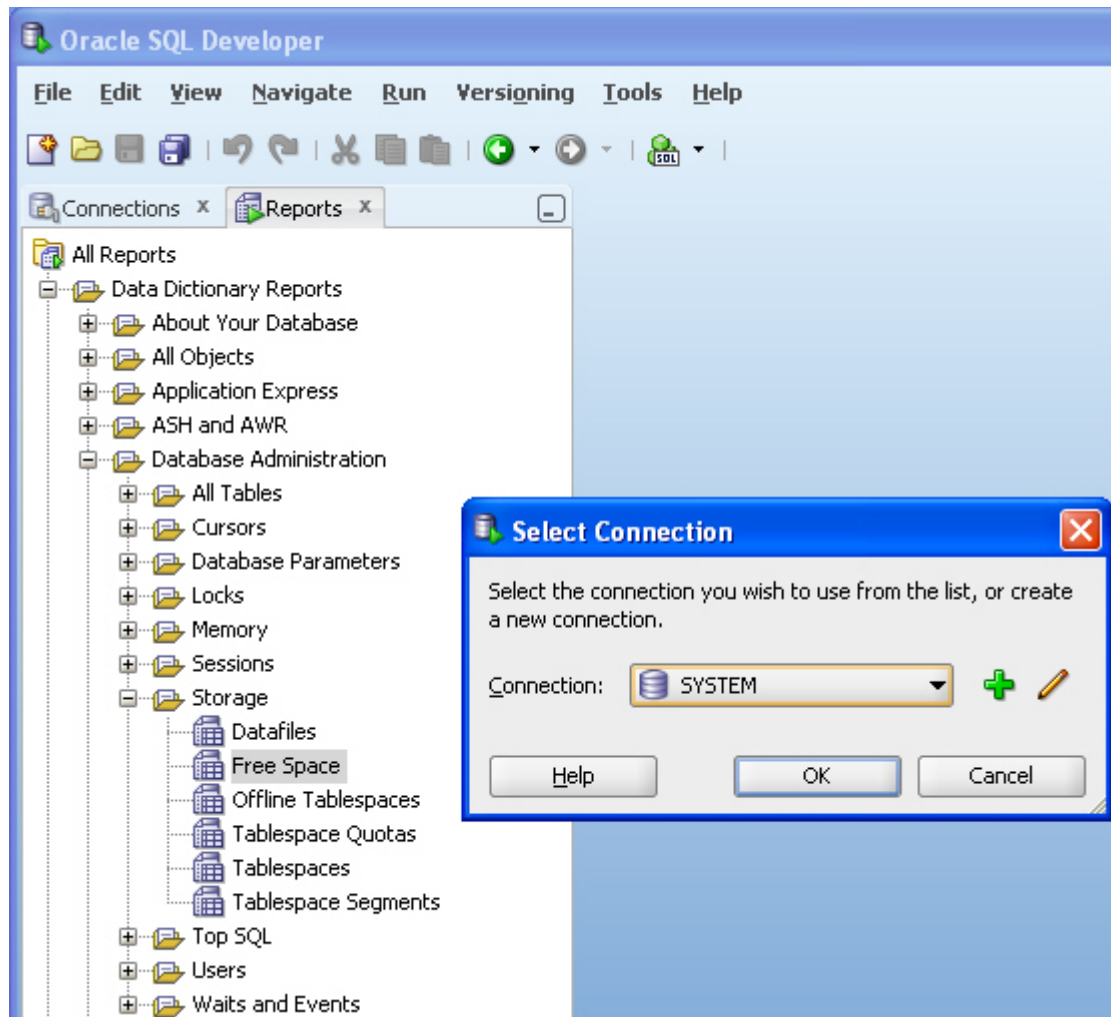 Oracle SQL Developer
File Edit View Navigate Run Versioning Tools Help
SQL
Connections x Reports x
All Reports
Data Dictionary Reports
About Your Database
All Objects
Application Express
ASH and AWR
Database Administration
All Tables
Cursors
Database Parameters
Locks
Memory
Sessions
Storage
Datafiles
Free Space
Offline Tablespaces
Tablespace Quotas
Tablespaces
Tablespace Segments
Top SQL
Users
Waits and Events
Select Connection
Select the connection you wish to use from the list, or create
a new connection.
Connection: SYSTEM
Help OK Cancel